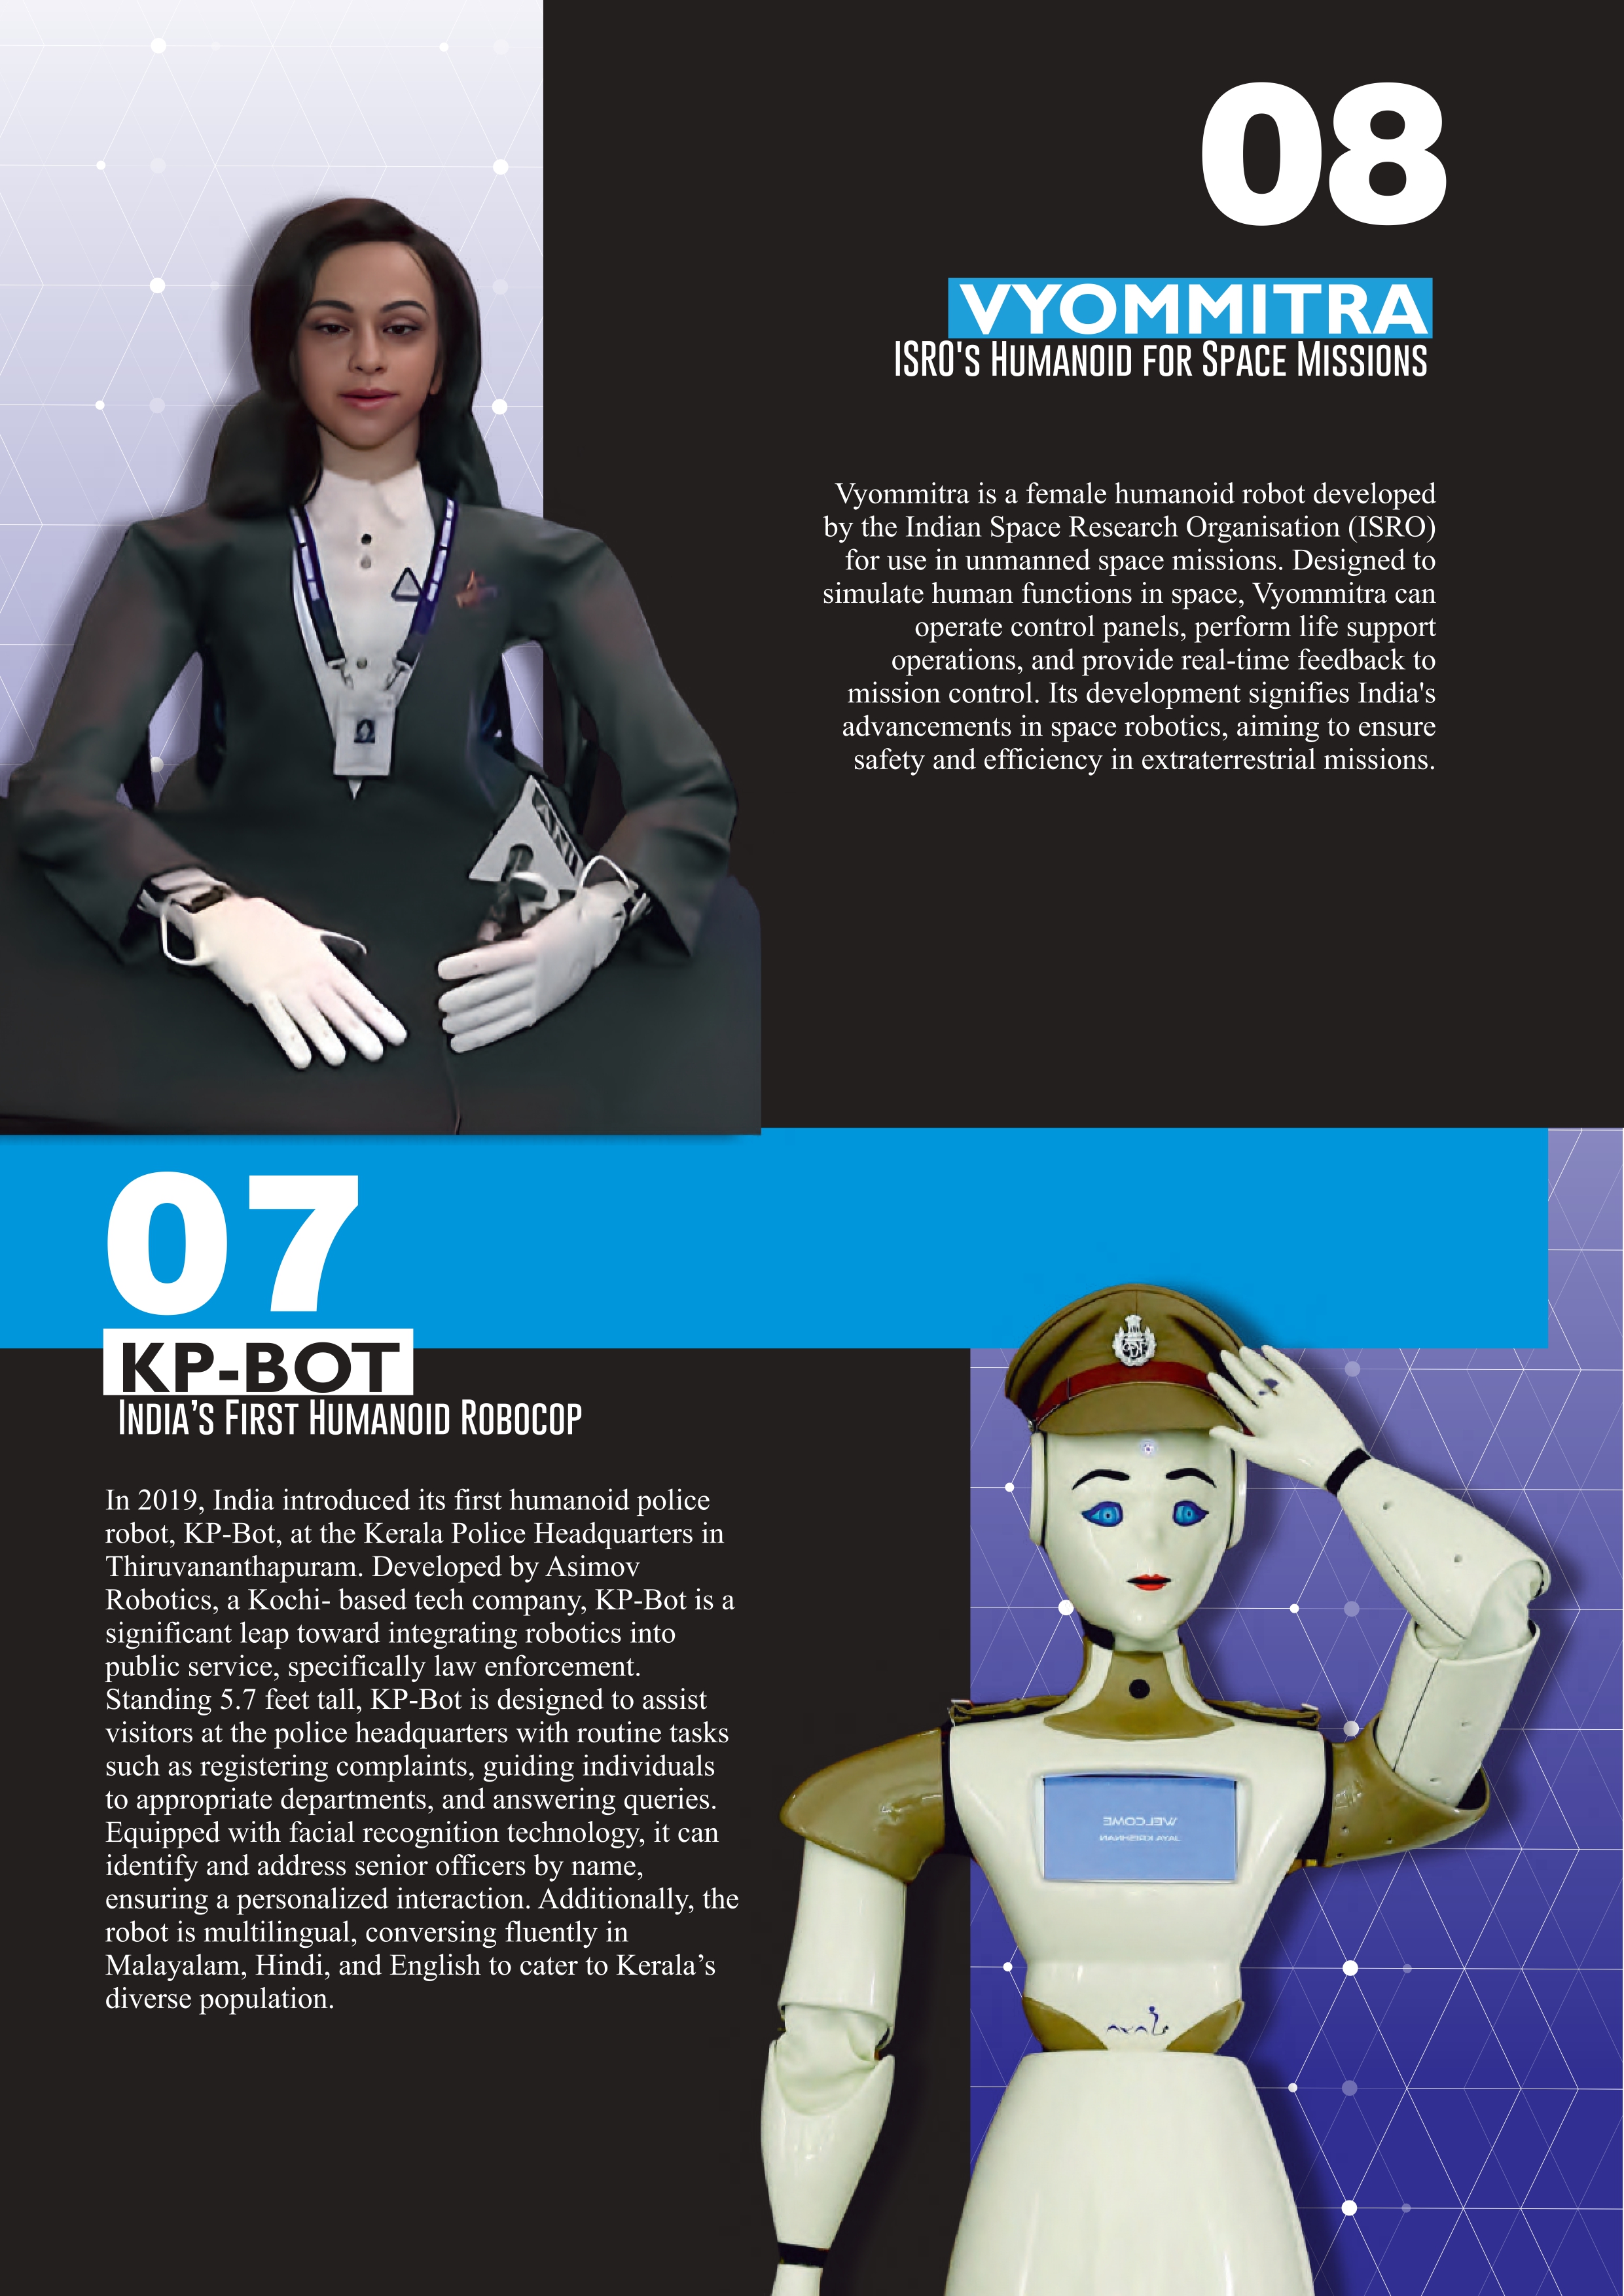 08
VYOMMITRA
ISRO's Humanoid for Space Missions
Vyommitra is a female humanoid robot developed
by the Indian Space Research Organisation (ISRO)
for use in unmanned space missions. Designed to
simulate human functions in space, Vyommitra can
operate control panels, perform life support
operations, and provide real-time feedback to
mission control. Its development signifies India's
advancements in space robotics, aiming to ensure
safety and efficiency in extraterrestrial missions.
07
KP-BOT
India’s First Humanoid Robocop
In 2019, India introduced its first humanoid police
robot, KP-Bot, at the Kerala Police Headquarters in
Thiruvananthapuram. Developed by Asimov
Robotics, a Kochi- based tech company, KP-Bot is a
significant leap toward integrating robotics into
public service, specifically law enforcement.
Standing 5.7 feet tall, KP-Bot is designed to assist
visitors at the police headquarters with routine tasks
such as registering complaints, guiding individuals
to appropriate departments, and answering queries.
Equipped with facial recognition technology, it can
identify and address senior officers by name,
ensuring a personalized interaction. Additionally, the
robot is multilingual, conversing fluently in
Malayalam, Hindi, and English to cater to Kerala’s
diverse population.
WELCOME
JAYA KRISHNAN